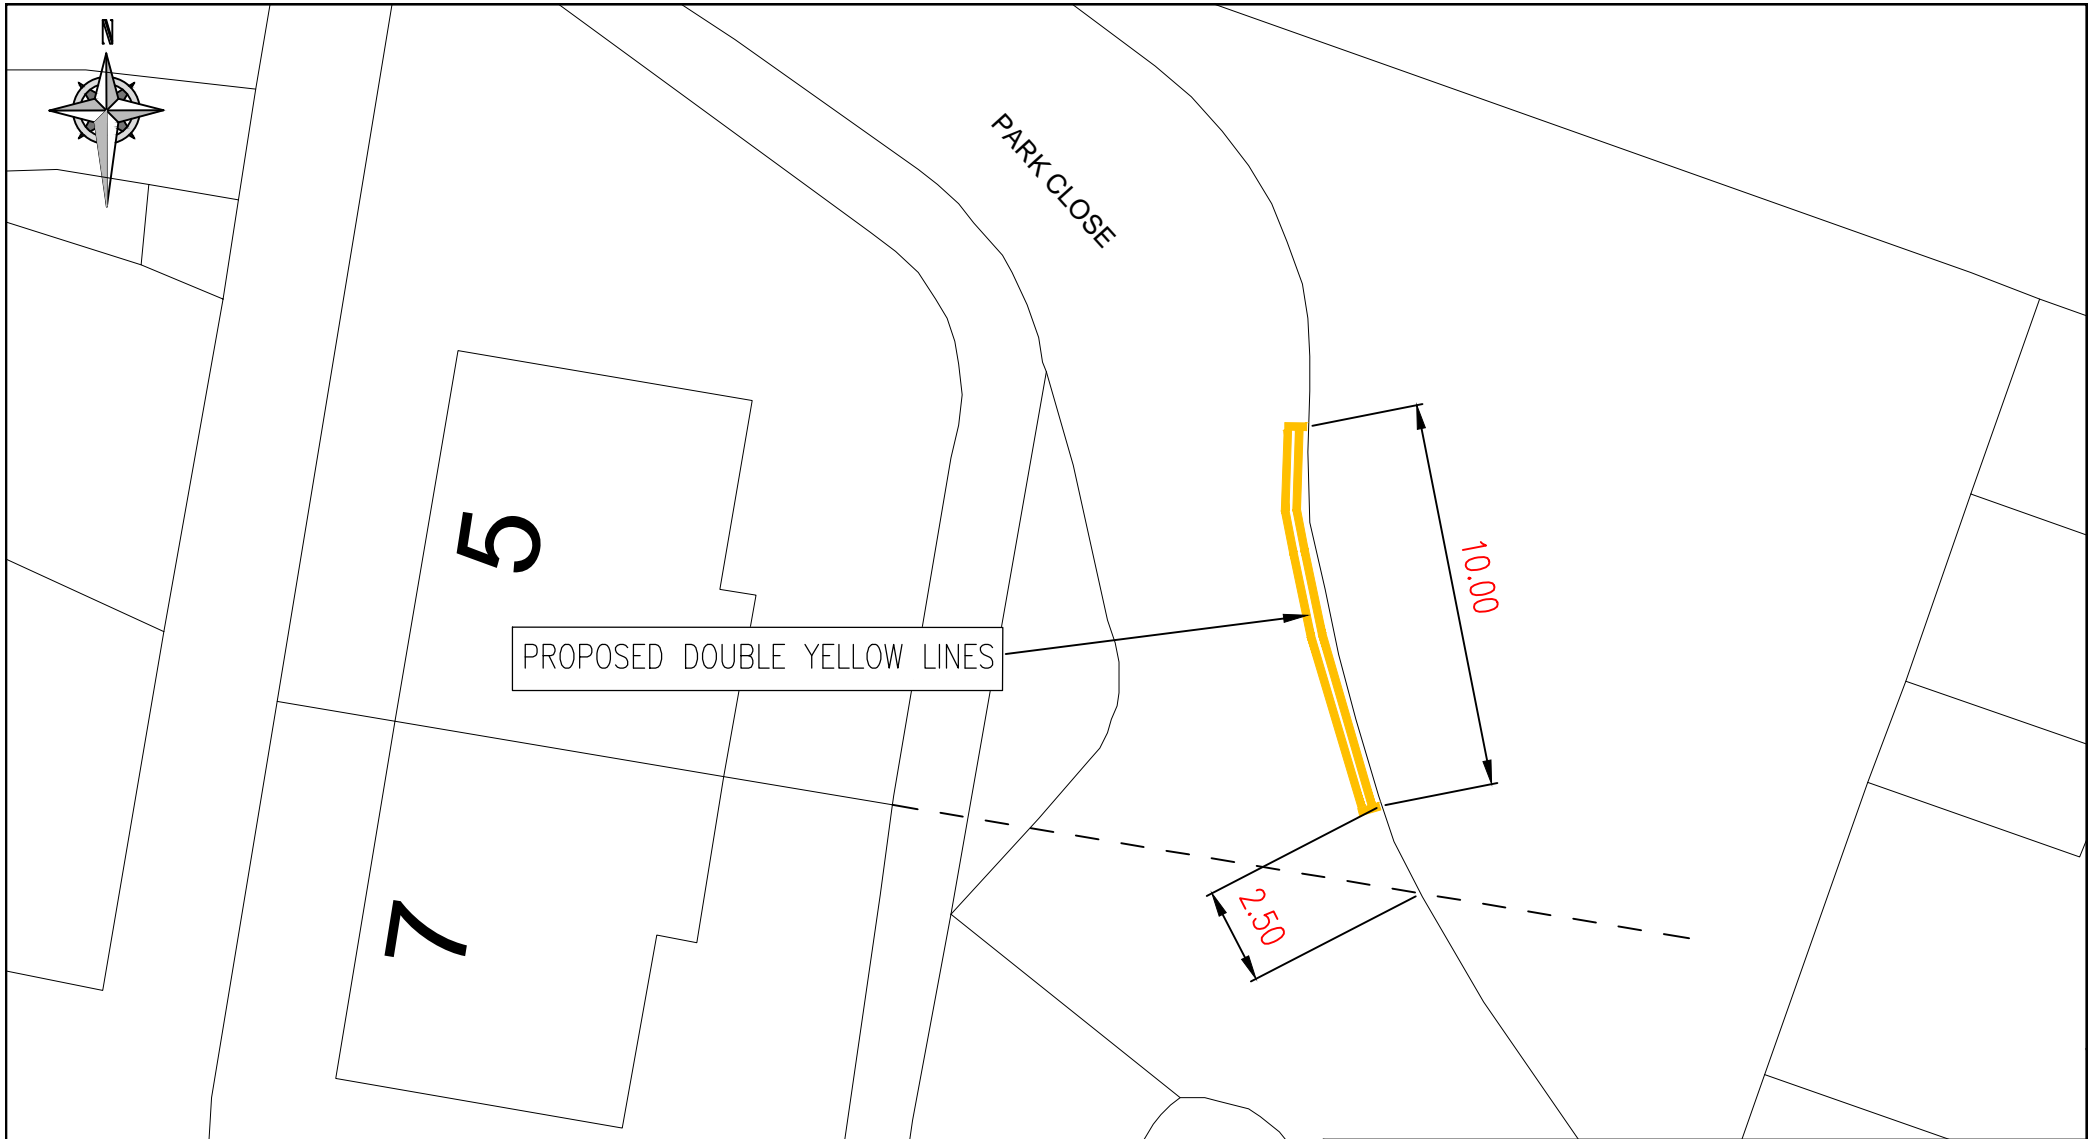 N
PARK CLOSE
5
10.00
PROPOSED DOUBLE YELLOW LINES
7
2.50